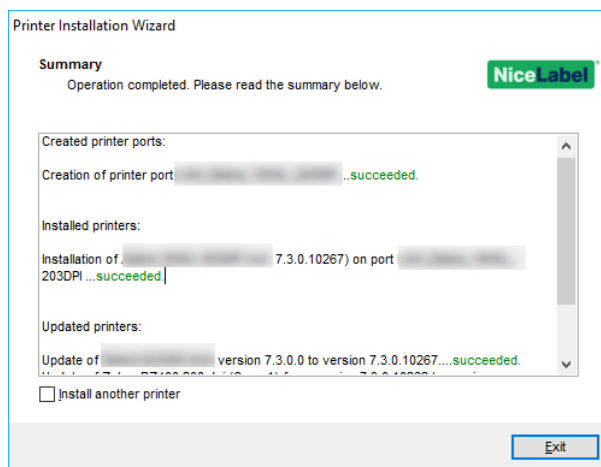 Printer Installation Wizard
Summary
Operation completed. Please read the summary below.
NiceLabel
Created printer ports:
Creation of printer port ...succeeded.
Installed printers:
Installation of 7.3.0.10267) on port
203DPI ...succeeded.
Updated printers:
Update of version 7.3.0.0 to version 7.3.0.10267....succeeded.
Install another printer
Exit